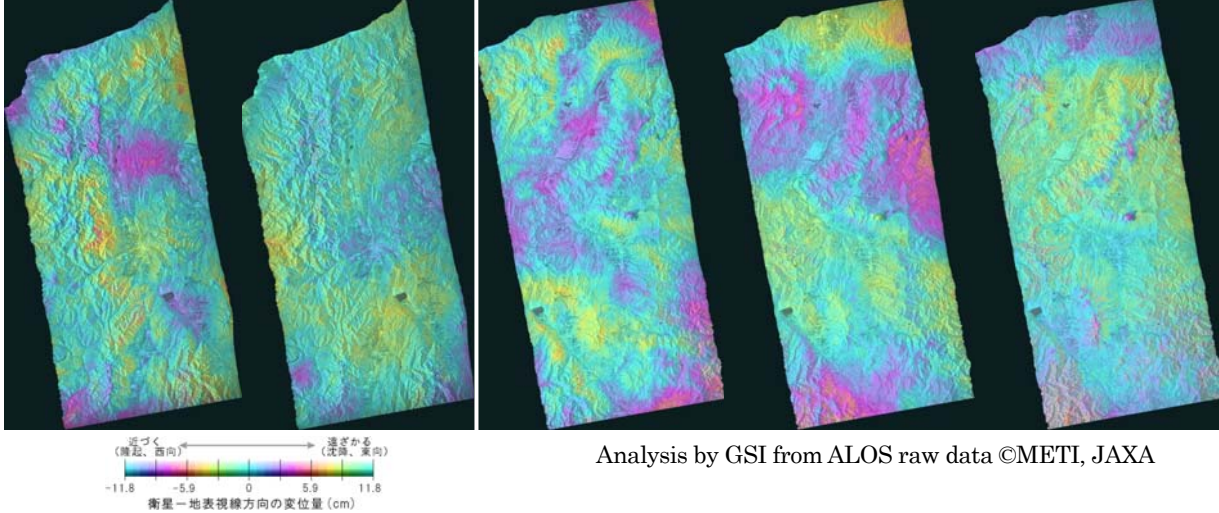 近づく
(隆起、西向)
遠ざかる
(沈降、東向)
-11.8 -5.9 0 5.9 11.8
衛星－地表視線方向の変位量(cm)
Analysis by GSI from ALOS raw data ©METI, JAXA